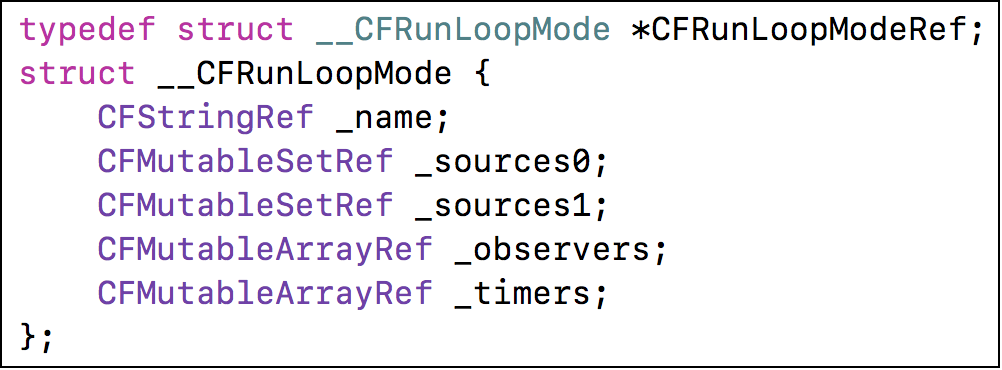 typedef struct __CFRunLoopMode *CFRunLoopModeRef;
struct __CFRunLoopMode {
    CFStringRef _name;
    CFMutableSetRef _sources0;
    CFMutableSetRef _sources1;
    CFMutableArrayRef _observers;
    CFMutableArrayRef _timers;
};